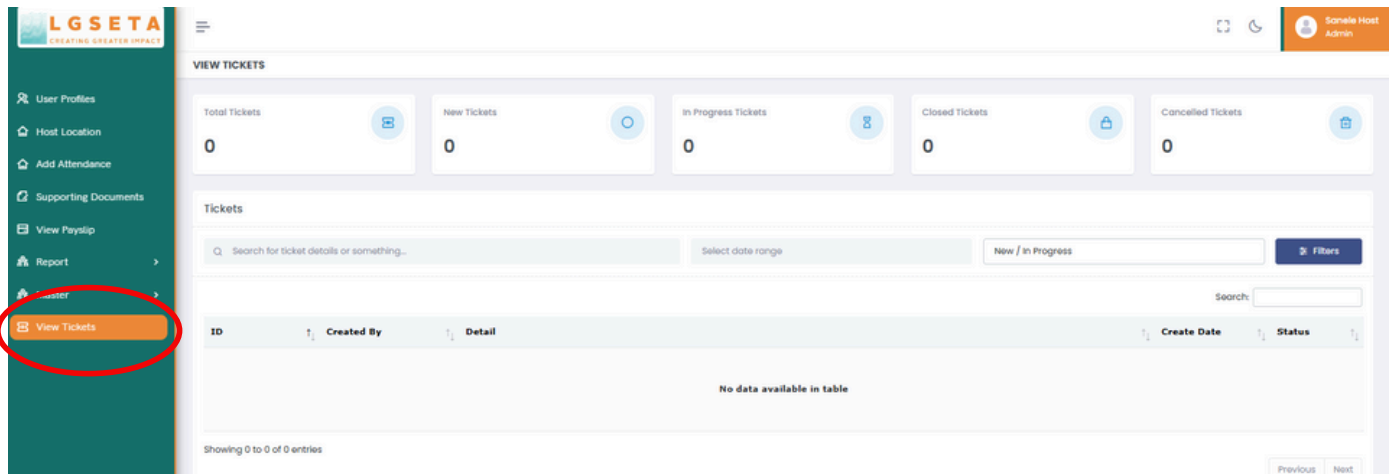 LGSETA
CREATING GREATER IMPACT
Sanele Host
Admin
VIEW TICKETS
User Profiles
Host Location
Add Attendance
Supporting Documents
View Payslip
Report
Master
View Tickets
Total Tickets
0
New Tickets
0
In Progress Tickets
0
Closed Tickets
0
Cancelled Tickets
0
Tickets
Search for ticket details or something...
Select date range
New / In Progress
Filters
Search:
ID Created By Detail Create Date Status
No data available in table
Showing 0 to 0 of 0 entries
Previous Next